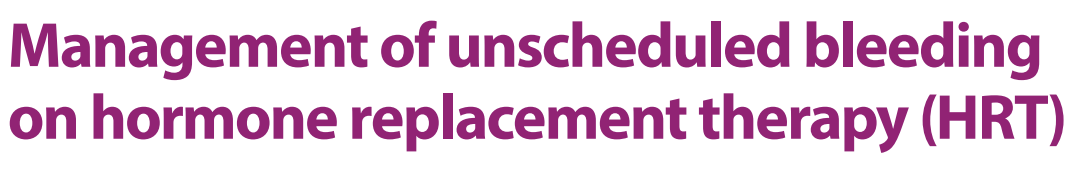 Management of unscheduled bleeding
on hormone replacement therapy (HRT)